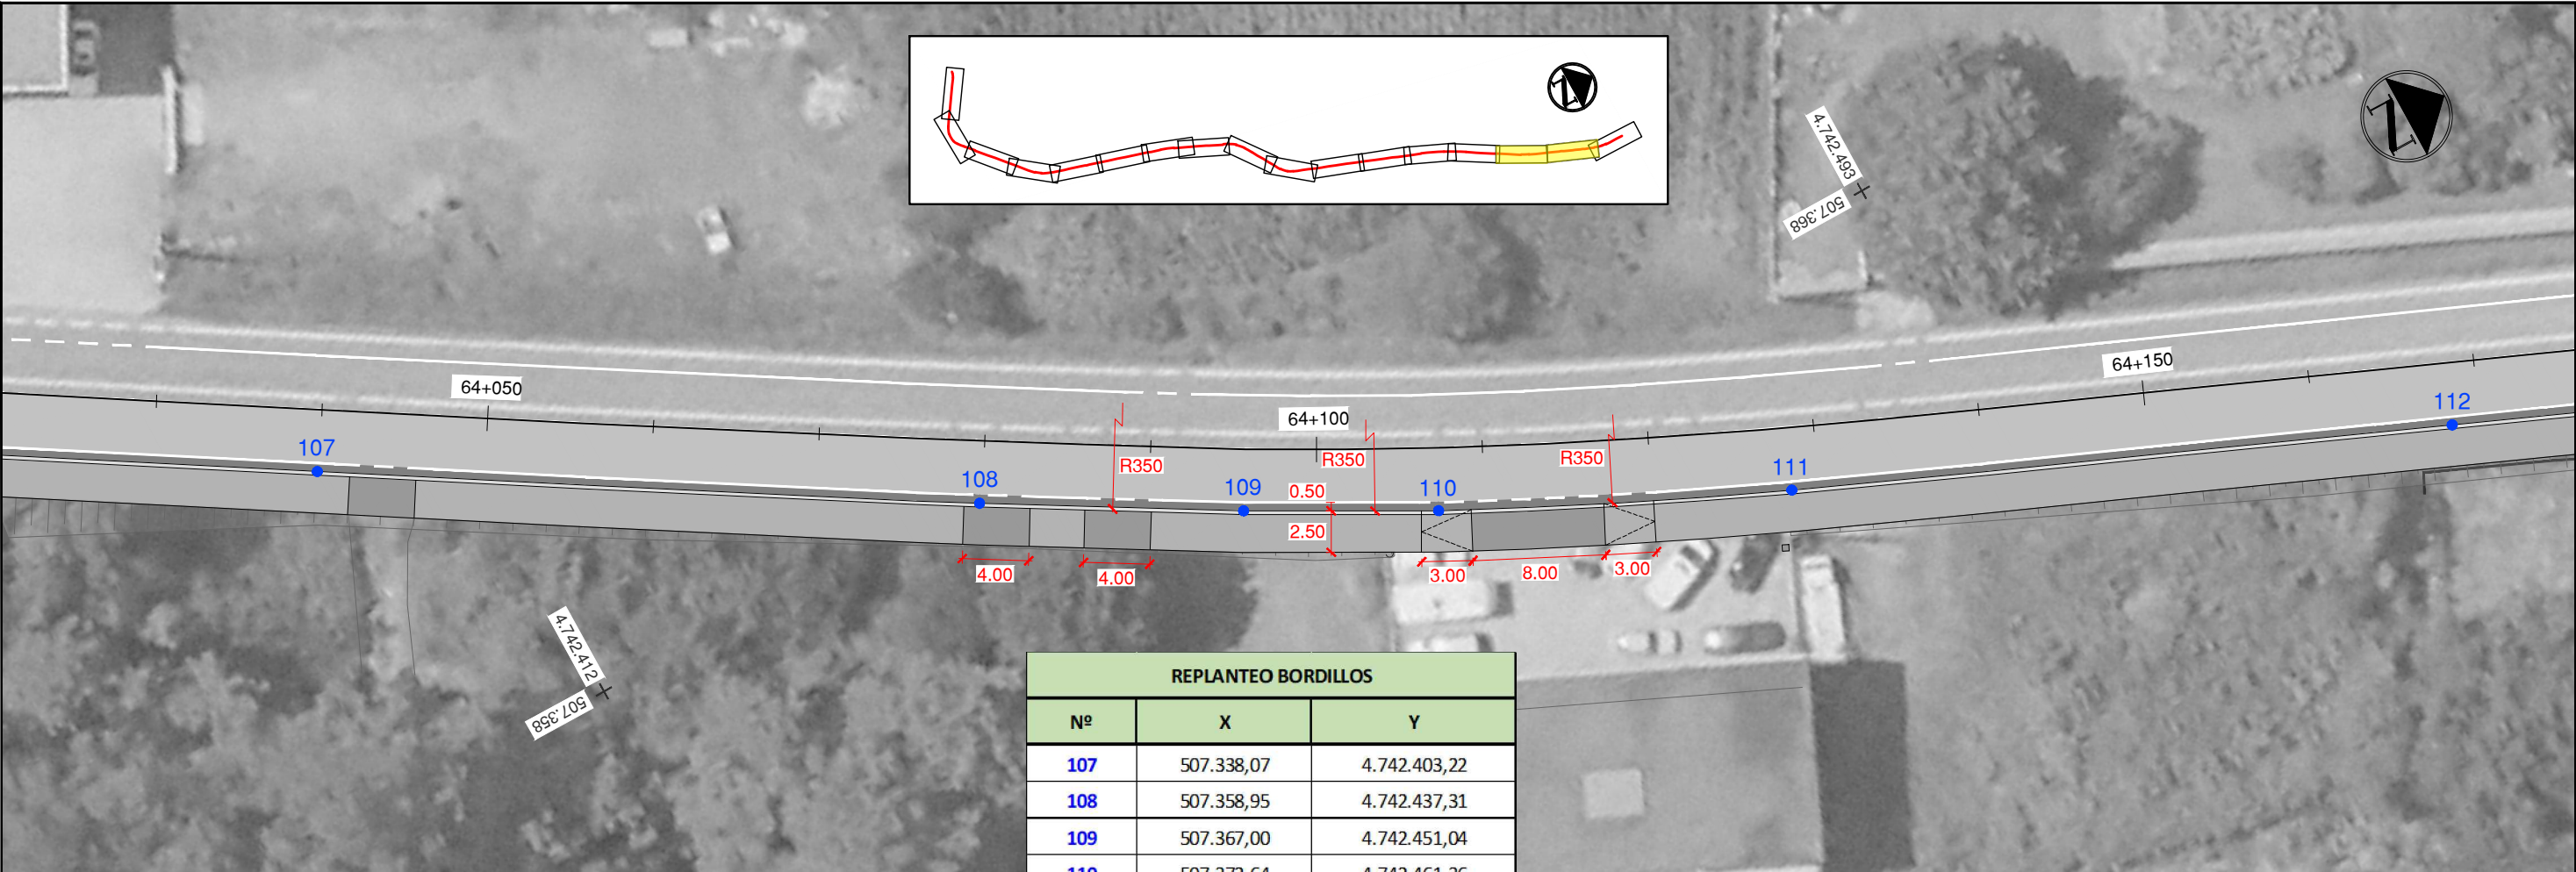 4.742.493
507.368
64+050
64+100
64+150
107
108
109
110
111
112
R350
R350
R350
0.50
2.50
4.00
4.00
3.00
8.00
3.00
4.742.412
507.358
REPLANTEO BORDILLOS
Nº X Y
107 507.338,07 4.742.403,22
108 507.358,95 4.742.437,31
109 507.367,00 4.742.451,04